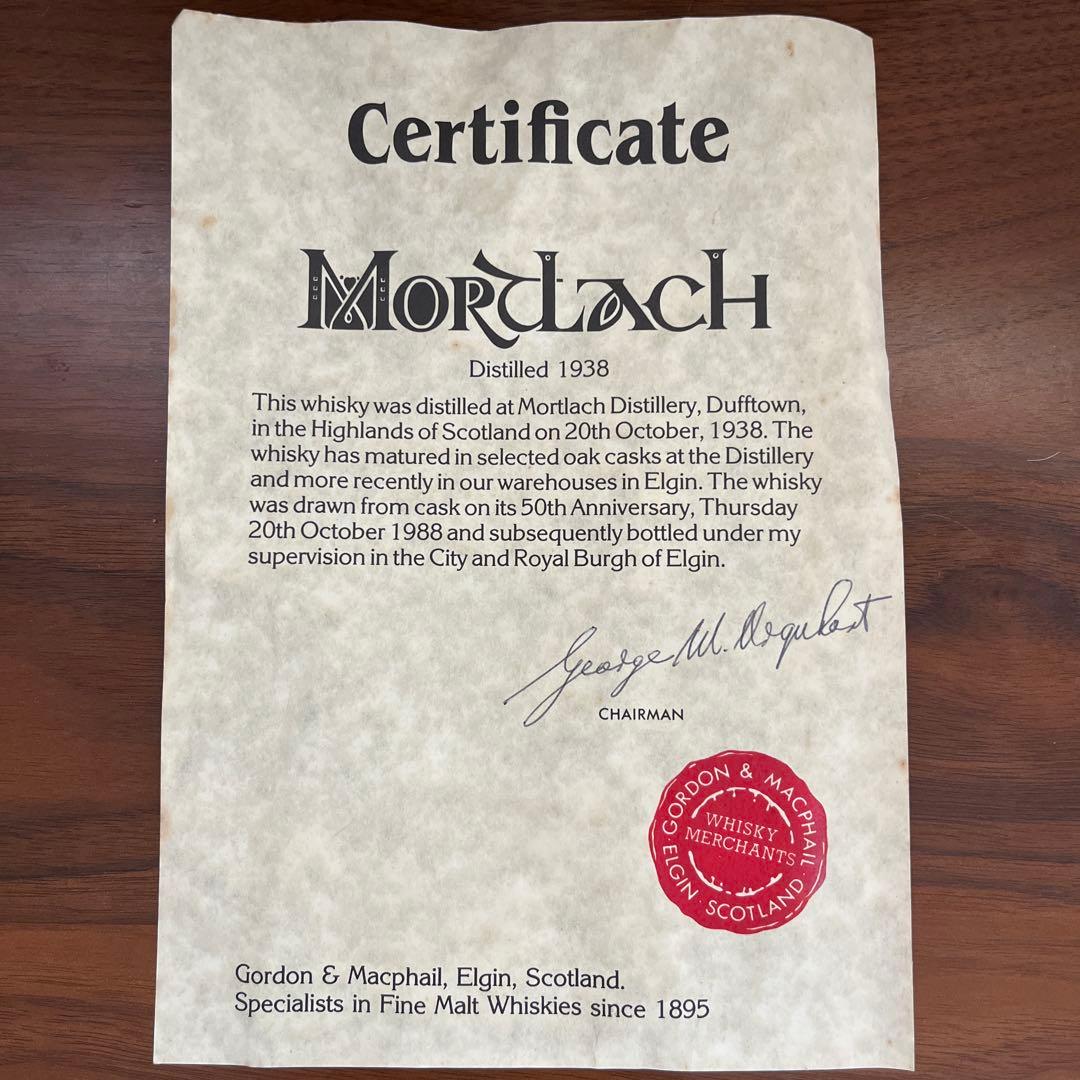 Certificate
MORTLACH
Distilled 1938
This whisky was distilled at Mortlach Distillery, Dufftown,
in the Highlands of Scotland on 20th October, 1938. The
whisky has matured in selected oak casks at the Distillery
and more recently in our warehouses in Elgin. The whisky
was drawn from cask on its 50th Anniversary, Thursday
20th October 1988 and subsequently bottled under my
supervision in the City and Royal Burgh of Elgin.
George W. Urquhart
CHAIRMAN
GORDON & MACPHAIL
WHISKY
MERCHANTS
ELGIN · SCOTLAND
Gordon & Macphail, Elgin, Scotland.
Specialists in Fine Malt Whiskies since 1895